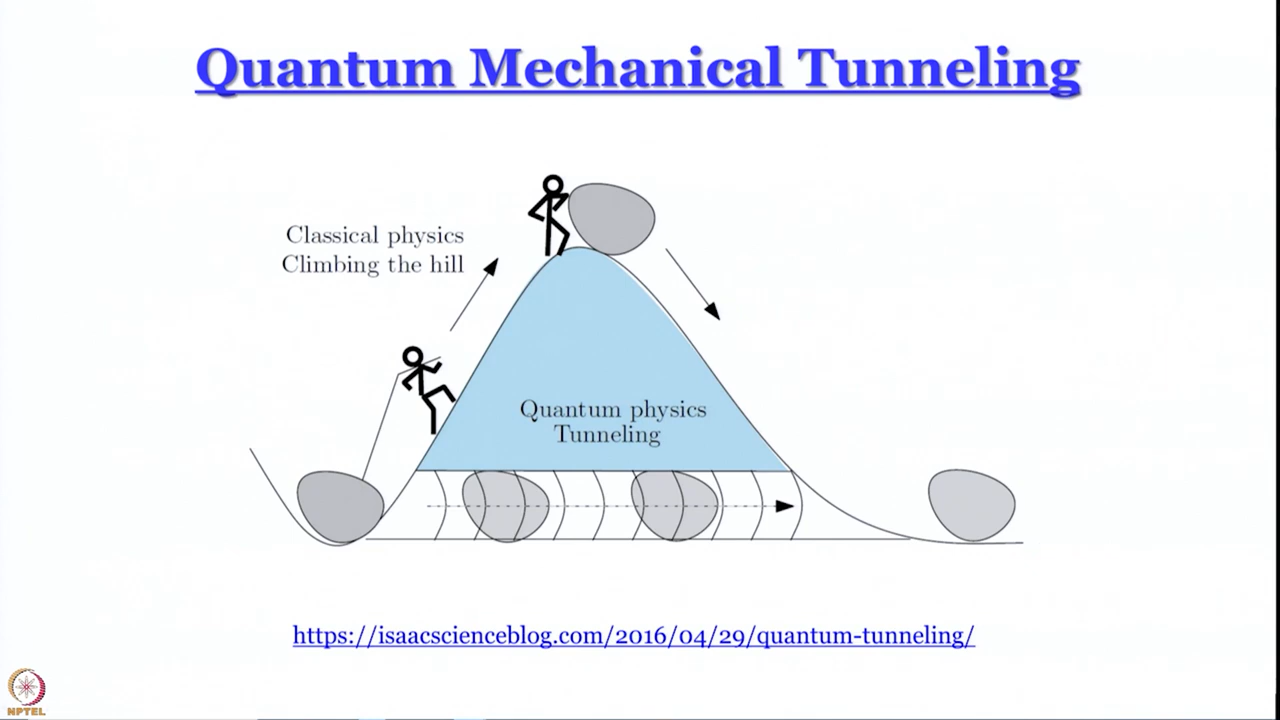 Quantum Mechanical Tunneling
Classical physics
Climbing the hill
Quantum physics
Tunneling
https://isaacscienceblog.com/2016/04/29/quantum-tunneling/
NPTEL